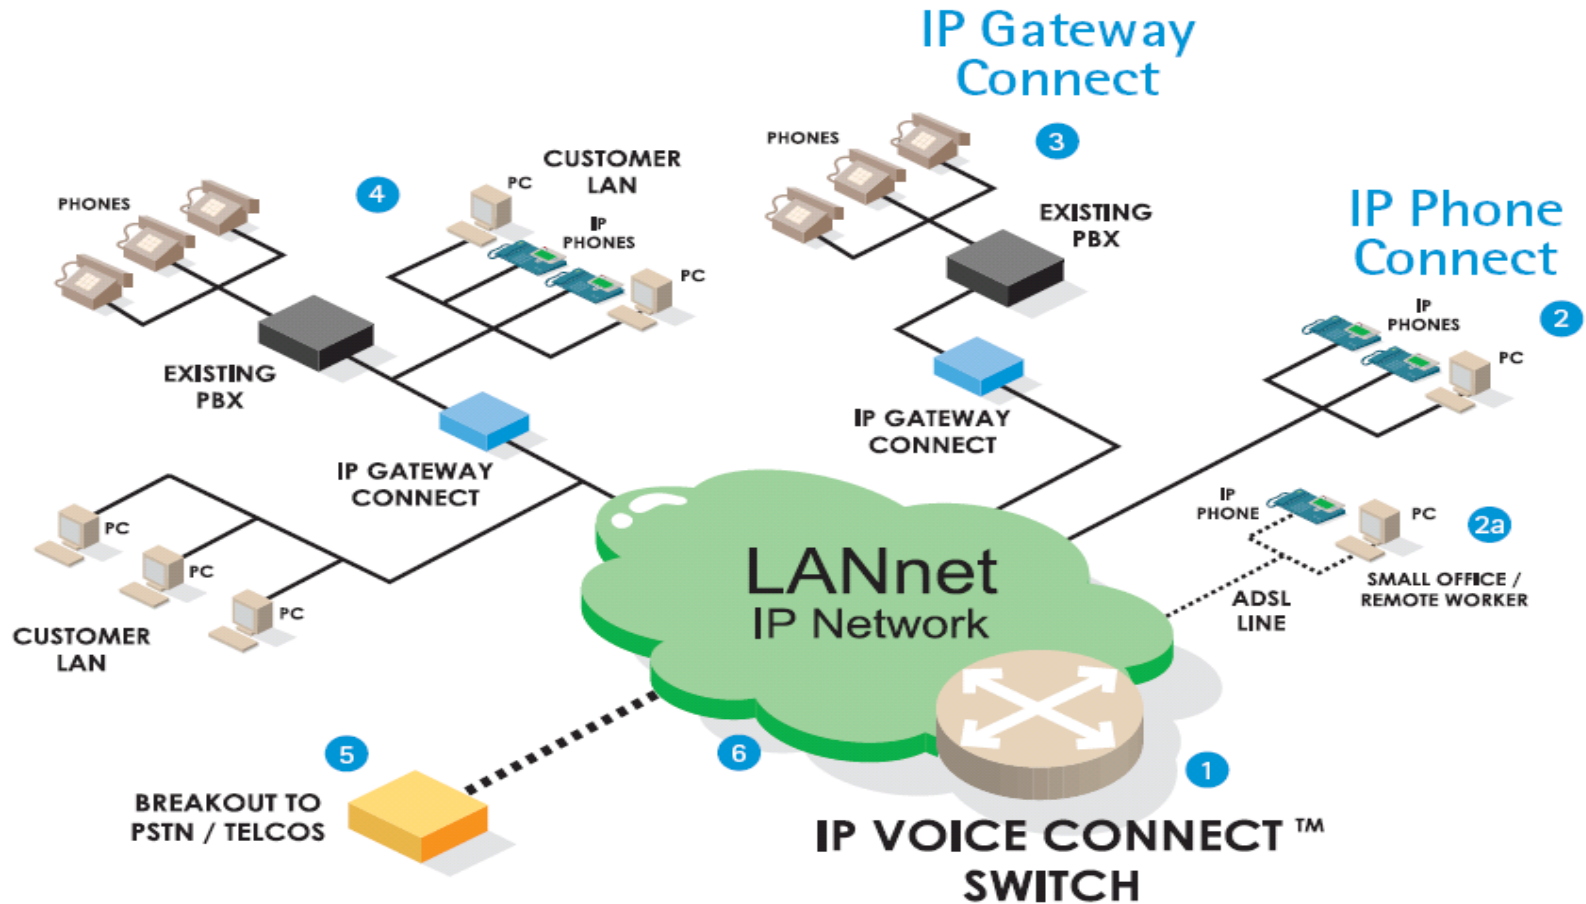 IP Gateway
Connect
3
PHONES
EXISTING
PBX
IP GATEWAY
CONNECT
4
CUSTOMER
LAN
PC
IP
PHONES
PC
PHONES
EXISTING
PBX
IP GATEWAY
CONNECT
IP Phone
Connect
2
IP
PHONES
PC
IP
PHONE
PC
2a
SMALL OFFICE /
REMOTE WORKER
ADSL
LINE
PC
PC
PC
CUSTOMER
LAN
LANnet
IP Network
5
BREAKOUT TO
PSTN / TELCOS
6
1
IP VOICE CONNECT ™
SWITCH